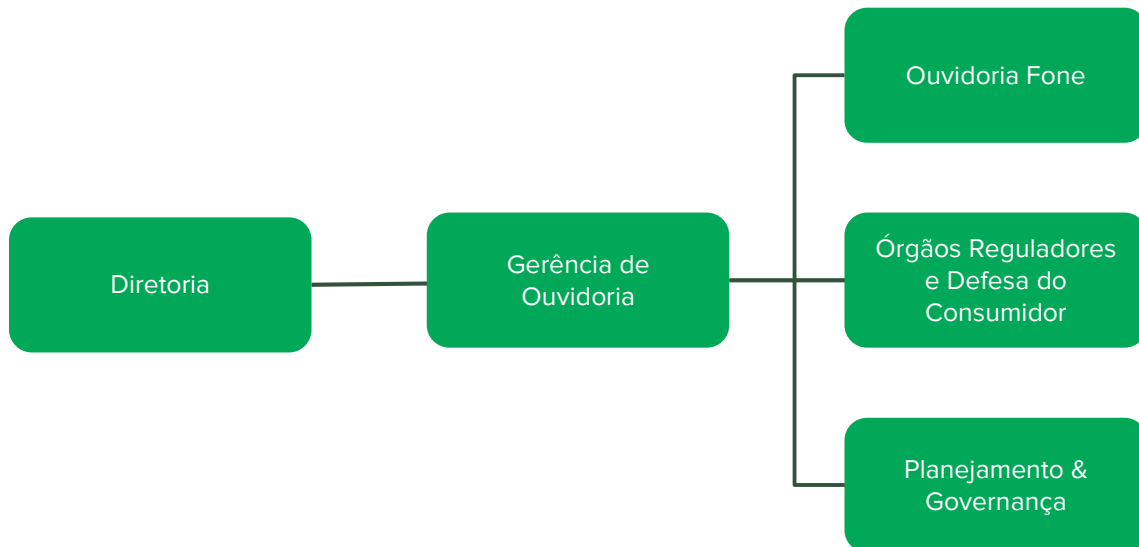 Diretoria
Gerência de
Ouvidoria
Ouvidoria Fone
Órgãos Reguladores
e Defesa do
Consumidor
Planejamento &
Governança